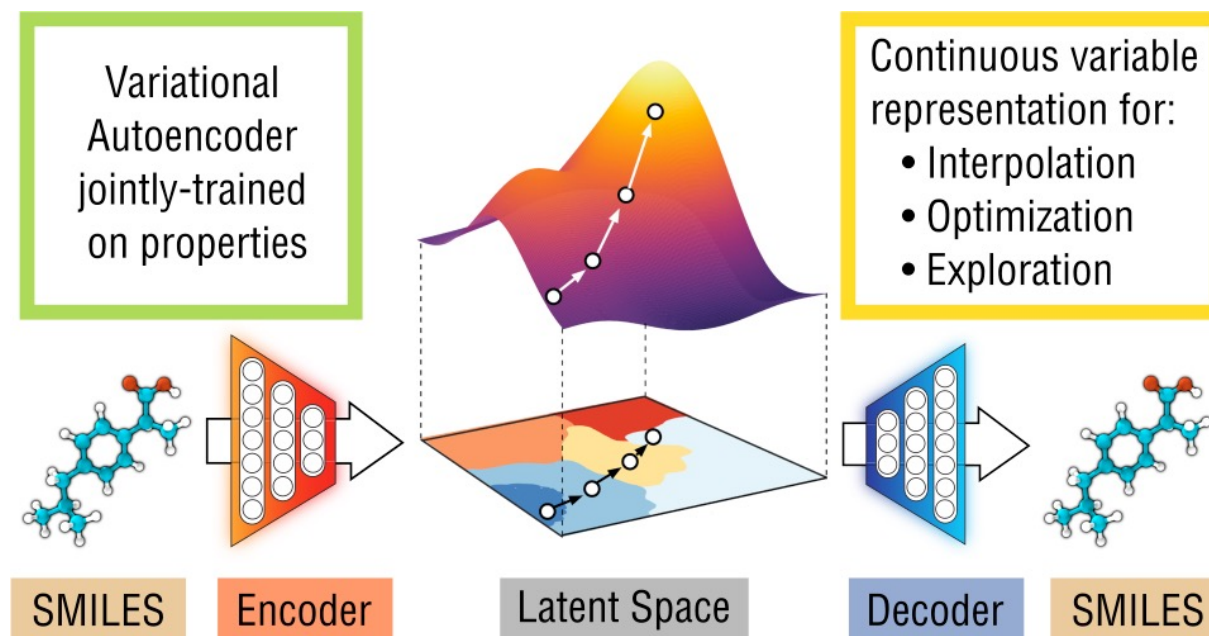 Variational
Autoencoder
jointly-trained
on properties
Continuous variable
representation for:
• Interpolation
• Optimization
• Exploration
SMILES
Encoder
Latent Space
Decoder
SMILES